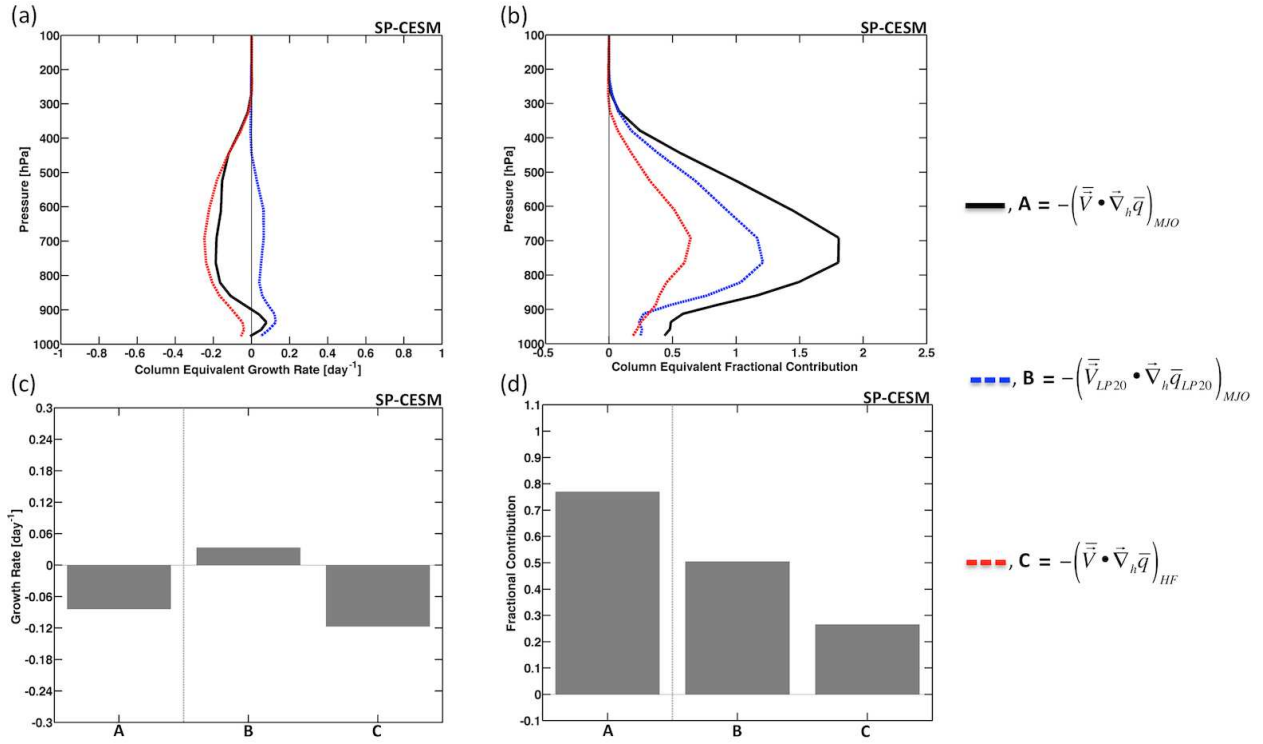 (a)
SP-CESM
100
200
300
400
500
600
700
800
900
1000
Pressure [hPa]
-1 -0.8 -0.6 -0.4 -0.2 0 0.2 0.4 0.6 0.8 1
Column Equivalent Growth Rate [day⁻¹]
(b)
SP-CESM
100
200
300
400
500
600
700
800
900
1000
Pressure [hPa]
-0.5 0 0.5 1 1.5 2 2.5
Column Equivalent Fractional Contribution
, A = −(V̄⃗ • ∇⃗ₕq̄)_MJO
, B = −(V̄⃗_LP20 • ∇⃗ₕq̄_LP20)_MJO
, C = −(V̄⃗ • ∇⃗ₕq̄)_HF
(c)
SP-CESM
0.3
0.24
0.18
0.12
0.06
0
-0.06
-0.12
-0.18
-0.24
-0.3
Growth Rate [day⁻¹]
A B C
(d)
SP-CESM
1.1
1
0.9
0.8
0.7
0.6
0.5
0.4
0.3
0.2
0.1
0
-0.1
Fractional Contribution
A B C